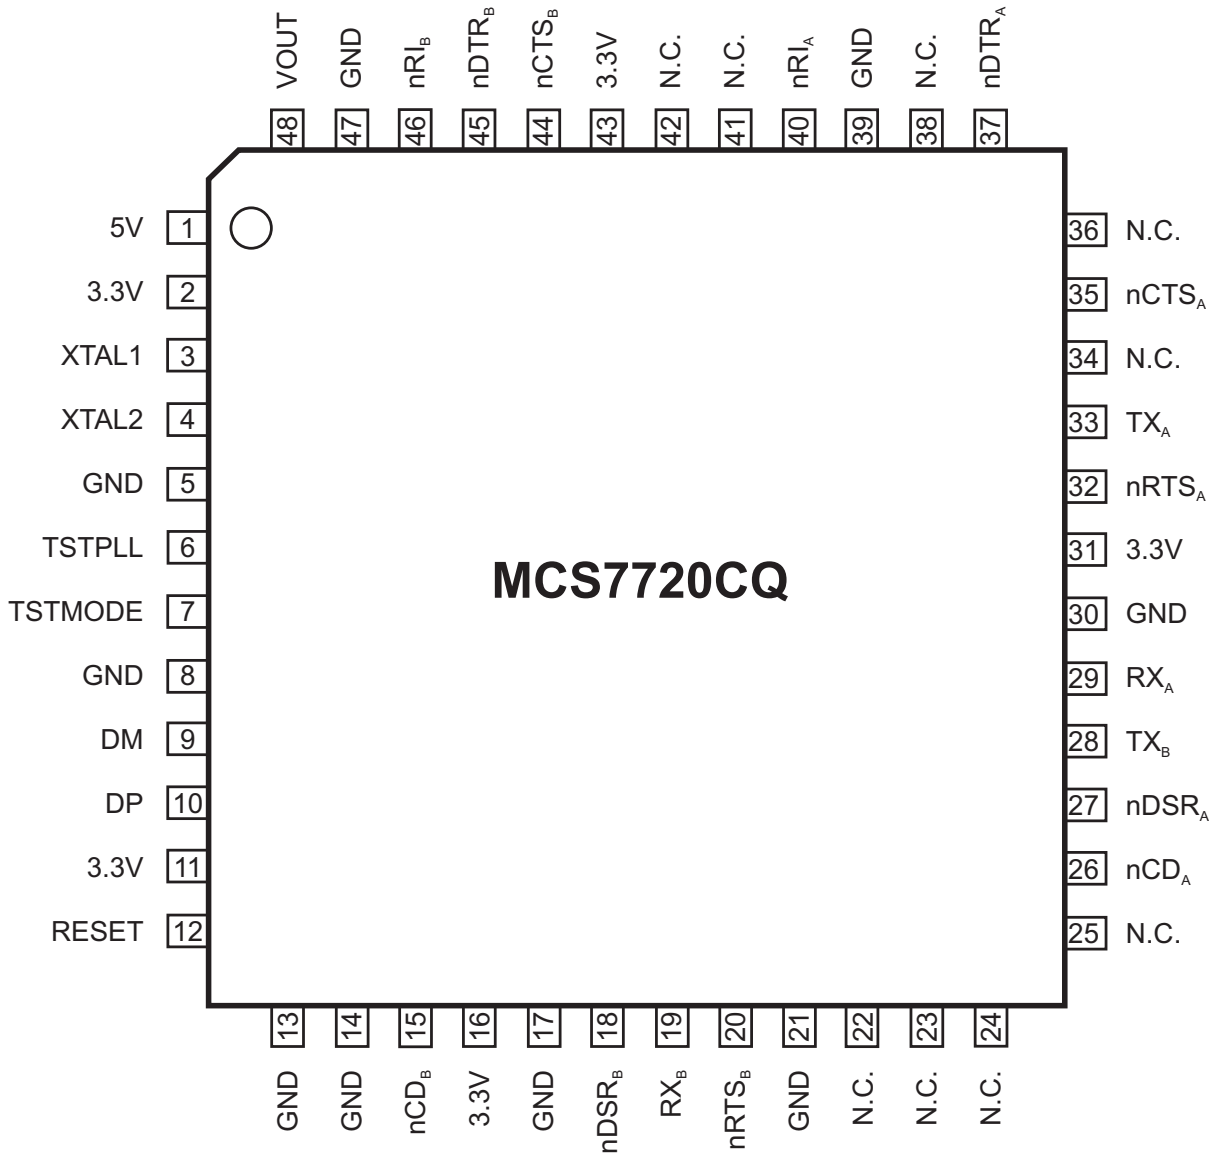 VOUT GND nRIB nDTRB nCTSB 3.3V N.C. N.C. nRIA GND N.C. nDTRA
48 47 46 45 44 43 42 41 40 39 38 37
5V 1
3.3V 2
XTAL1 3
XTAL2 4
GND 5
TSTPLL 6
TSTMODE 7
GND 8
DM 9
DP 10
3.3V 11
RESET 12
MCS7720CQ
36 N.C.
35 nCTSA
34 N.C.
33 TXA
32 nRTSA
31 3.3V
30 GND
29 RXA
28 TXB
27 nDSRA
26 nCDA
25 N.C.
13 14 15 16 17 18 19 20 21 22 23 24
GND GND nCDB 3.3V GND nDSRB RXB nRTSB GND N.C. N.C. N.C.